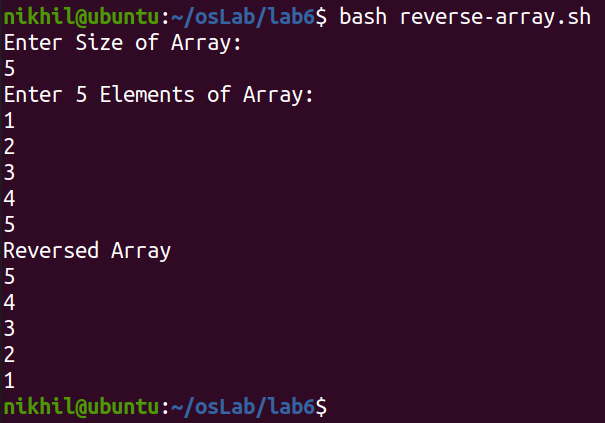 nikhil@ubuntu:~/osLab/lab6$ bash reverse-array.sh
Enter Size of Array:
5
Enter 5 Elements of Array:
1
2
3
4
5
Reversed Array
5
4
3
2
1
nikhil@ubuntu:~/osLab/lab6$